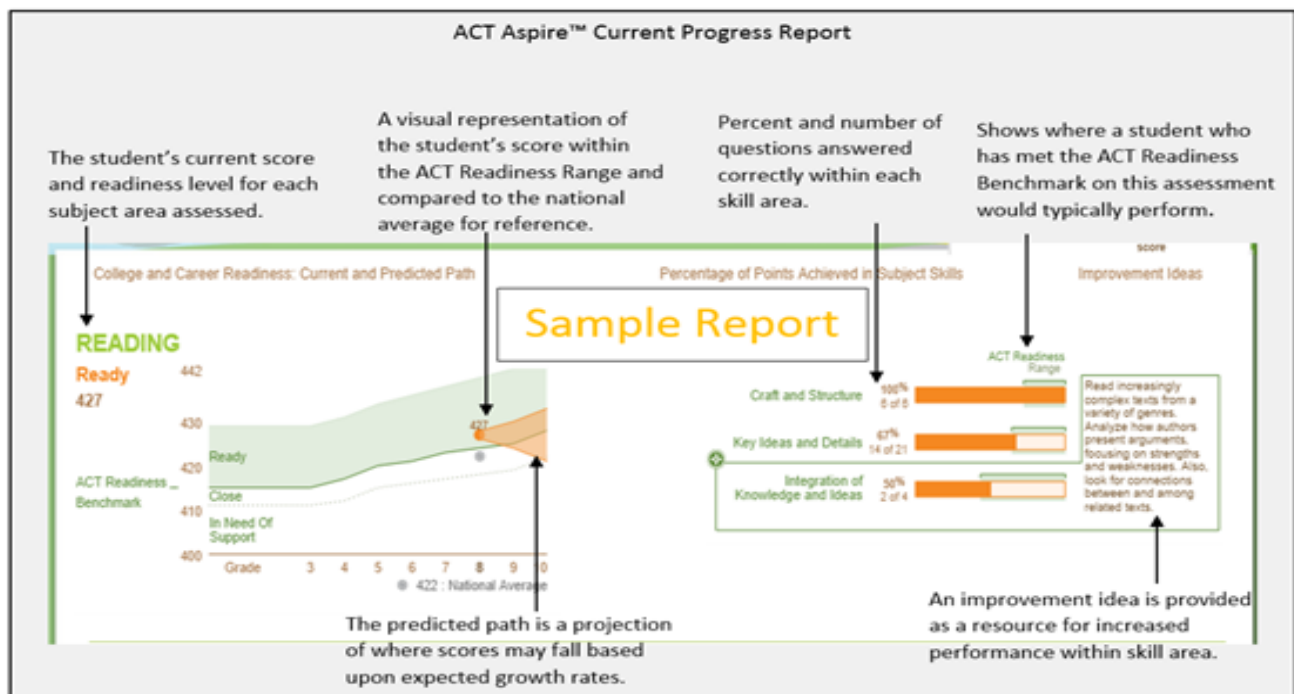 ACT Aspire™ Current Progress Report
The student's current score
and readiness level for each
subject area assessed.
A visual representation of
the student's score within
the ACT Readiness Range and
compared to the national
average for reference.
Percent and number of
questions answered
correctly within each
skill area.
Shows where a student who
has met the ACT Readiness
Benchmark on this assessment
would typically perform.
score
College and Career Readiness: Current and Predicted Path
Percentage of Points Achieved in Subject Skills
Improvement Ideas
Sample Report
READING
Ready
427
442
430
420
410
400
ACT Readiness
Benchmark
Ready
Close
In Need Of
Support
427
Grade 3 4 5 6 7 8 9 10
422 : National Average
ACT Readiness
Range
Craft and Structure
100%
8 of 8
Key Ideas and Details
67%
14 of 21
Integration of
Knowledge and Ideas
50%
2 of 4
Read increasingly
complex texts from a
variety of genres.
Analyze how authors
present arguments,
focusing on strengths
and weaknesses. Also,
look for connections
between and among
related texts.
The predicted path is a projection
of where scores may fall based
upon expected growth rates.
An improvement idea is provided
as a resource for increased
performance within skill area.